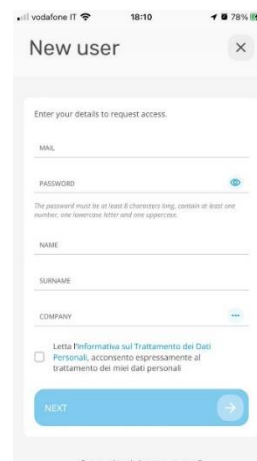 vodafone IT 18:10 78%
New user
Enter your details to request access.
MAIL
PASSWORD
The password must be at least 8 characters long, contain at least one
number, one lowercase letter and one uppercase.
NAME
SURNAME
COMPANY
Letta l'Informativa sul Trattamento dei Dati
Personali, acconsento espressamente al
trattamento dei miei dati personali
NEXT